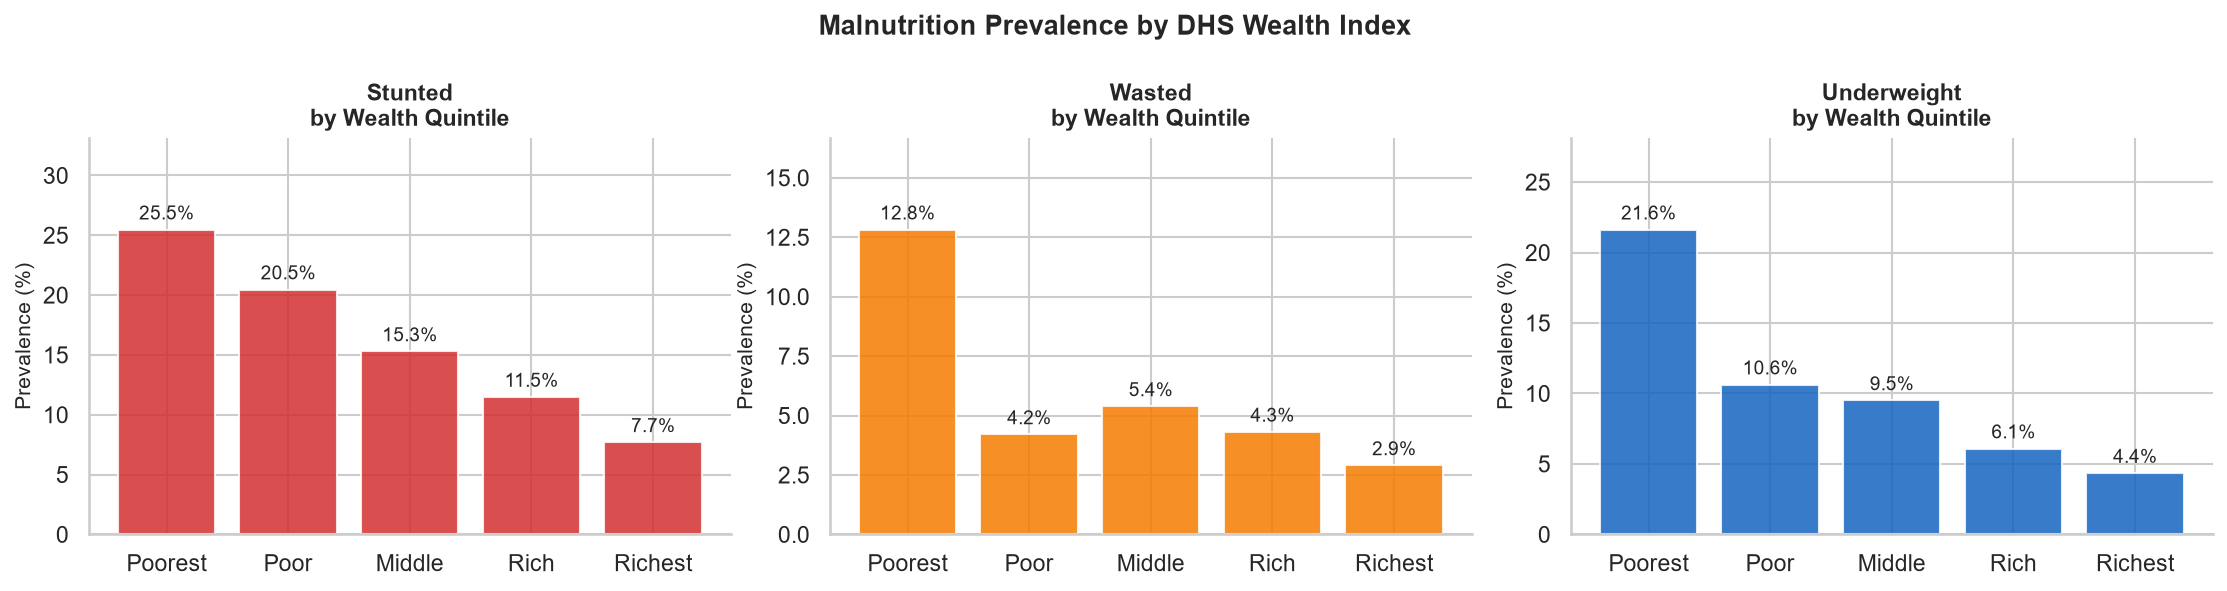 Malnutrition Prevalence by DHS Wealth Index
Stunted
by Wealth Quintile
Prevalence (%)
30
25
20
15
10
5
0
25.5%
20.5%
15.3%
11.5%
7.7%
Poorest
Poor
Middle
Rich
Richest
Wasted
by Wealth Quintile
Prevalence (%)
15.0
12.5
10.0
7.5
5.0
2.5
0.0
12.8%
4.2%
5.4%
4.3%
2.9%
Poorest
Poor
Middle
Rich
Richest
Underweight
by Wealth Quintile
Prevalence (%)
25
20
15
10
5
0
21.6%
10.6%
9.5%
6.1%
4.4%
Poorest
Poor
Middle
Rich
Richest